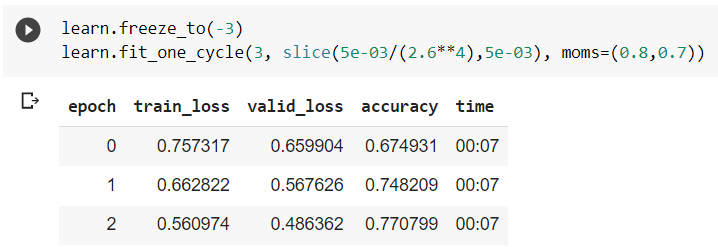 learn.freeze_to(-3)
learn.fit_one_cycle(3, slice(5e-03/(2.6**4),5e-03), moms=(0.8,0.7))
epoch train_loss valid_loss accuracy time
0 0.757317 0.659904 0.674931 00:07
1 0.662822 0.567626 0.748209 00:07
2 0.560974 0.486362 0.770799 00:07